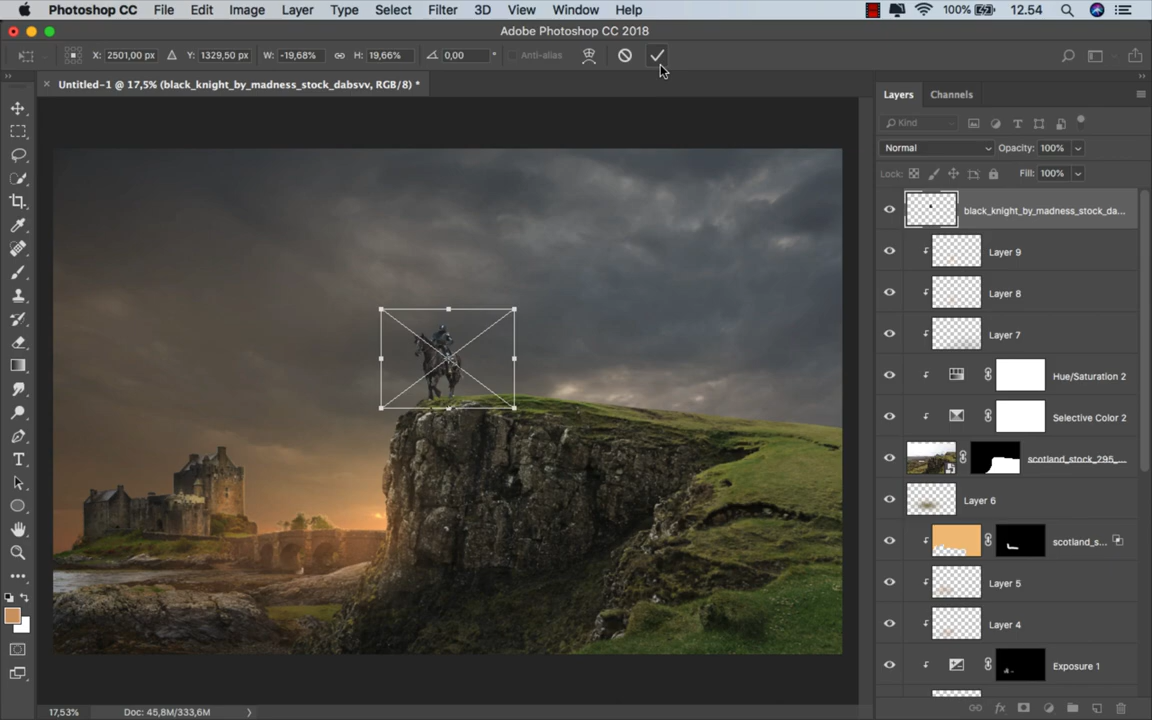 Photoshop CC File Edit Image Layer Type Select Filter 3D View Window Help 100% 12.54
Photoshop CC 2018
X: 2501,00 px Y: 1329,50 px W: -19,68% H: 19,66% 0,00 ° Anti-alias
Untitled-1 @ 17,5% (black_knight_by_madness_stock_dabsvv, RGB/8) *
Layers Channels
Kind
Normal Opacity: 100%
Lock: Fill: 100%
black_knight_by_madness_stock_da...
Layer 9
Layer 8
Layer 7
Hue/Saturation 2
Selective Color 2
scotland_stock_295_...
Layer 6
scotland_s...
Layer 5
Layer 4
Exposure 1
17,53% Doc: 45,8M/333,6M